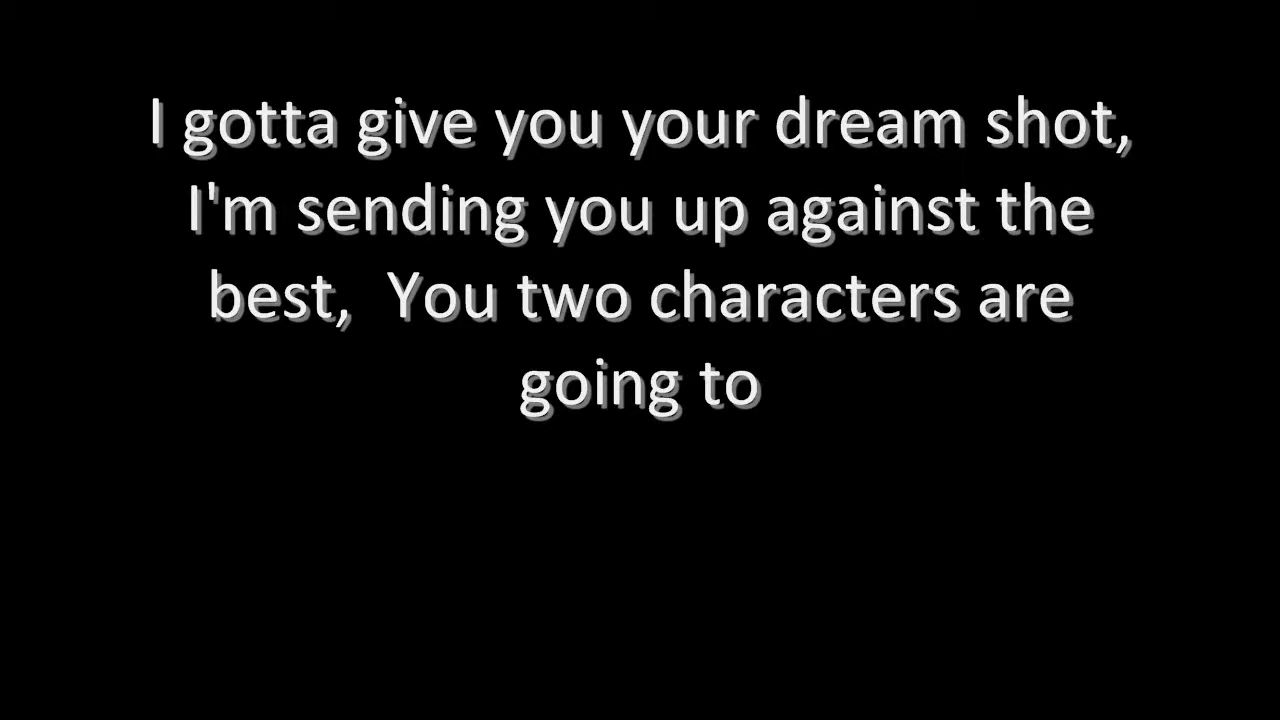 I gotta give you your dream shot,
I'm sending you up against the
best,  You two characters are
going to